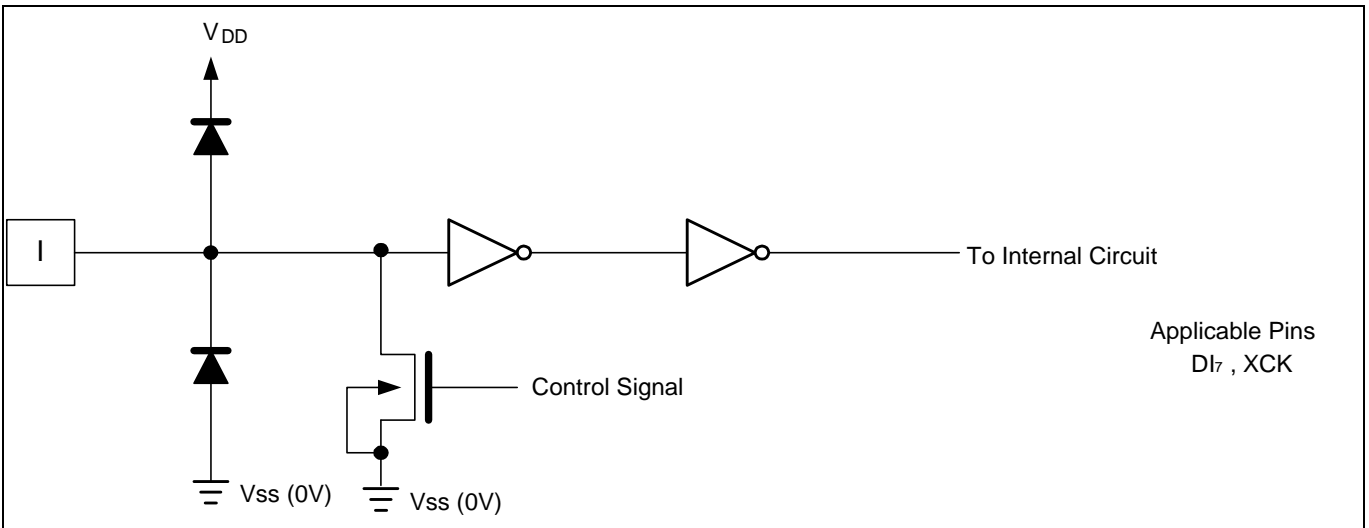 VDD
I
To Internal Circuit
Applicable Pins
DI₇ , XCK
Control Signal
Vss (0V)
Vss (0V)